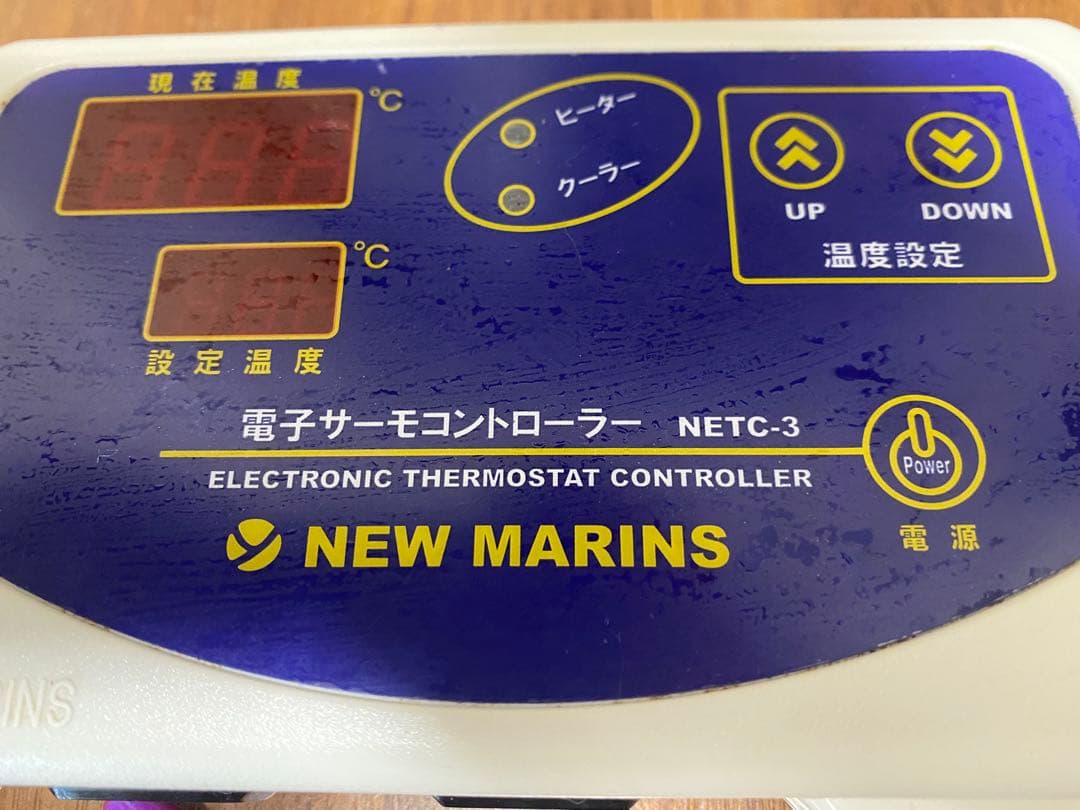 現在温度
℃
ヒーター
クーラー
UP
DOWN
温度設定
℃
設定温度
電子サーモコントローラー NETC-3
ELECTRONIC THERMOSTAT CONTROLLER
Power
電源
NEW MARINS
INS